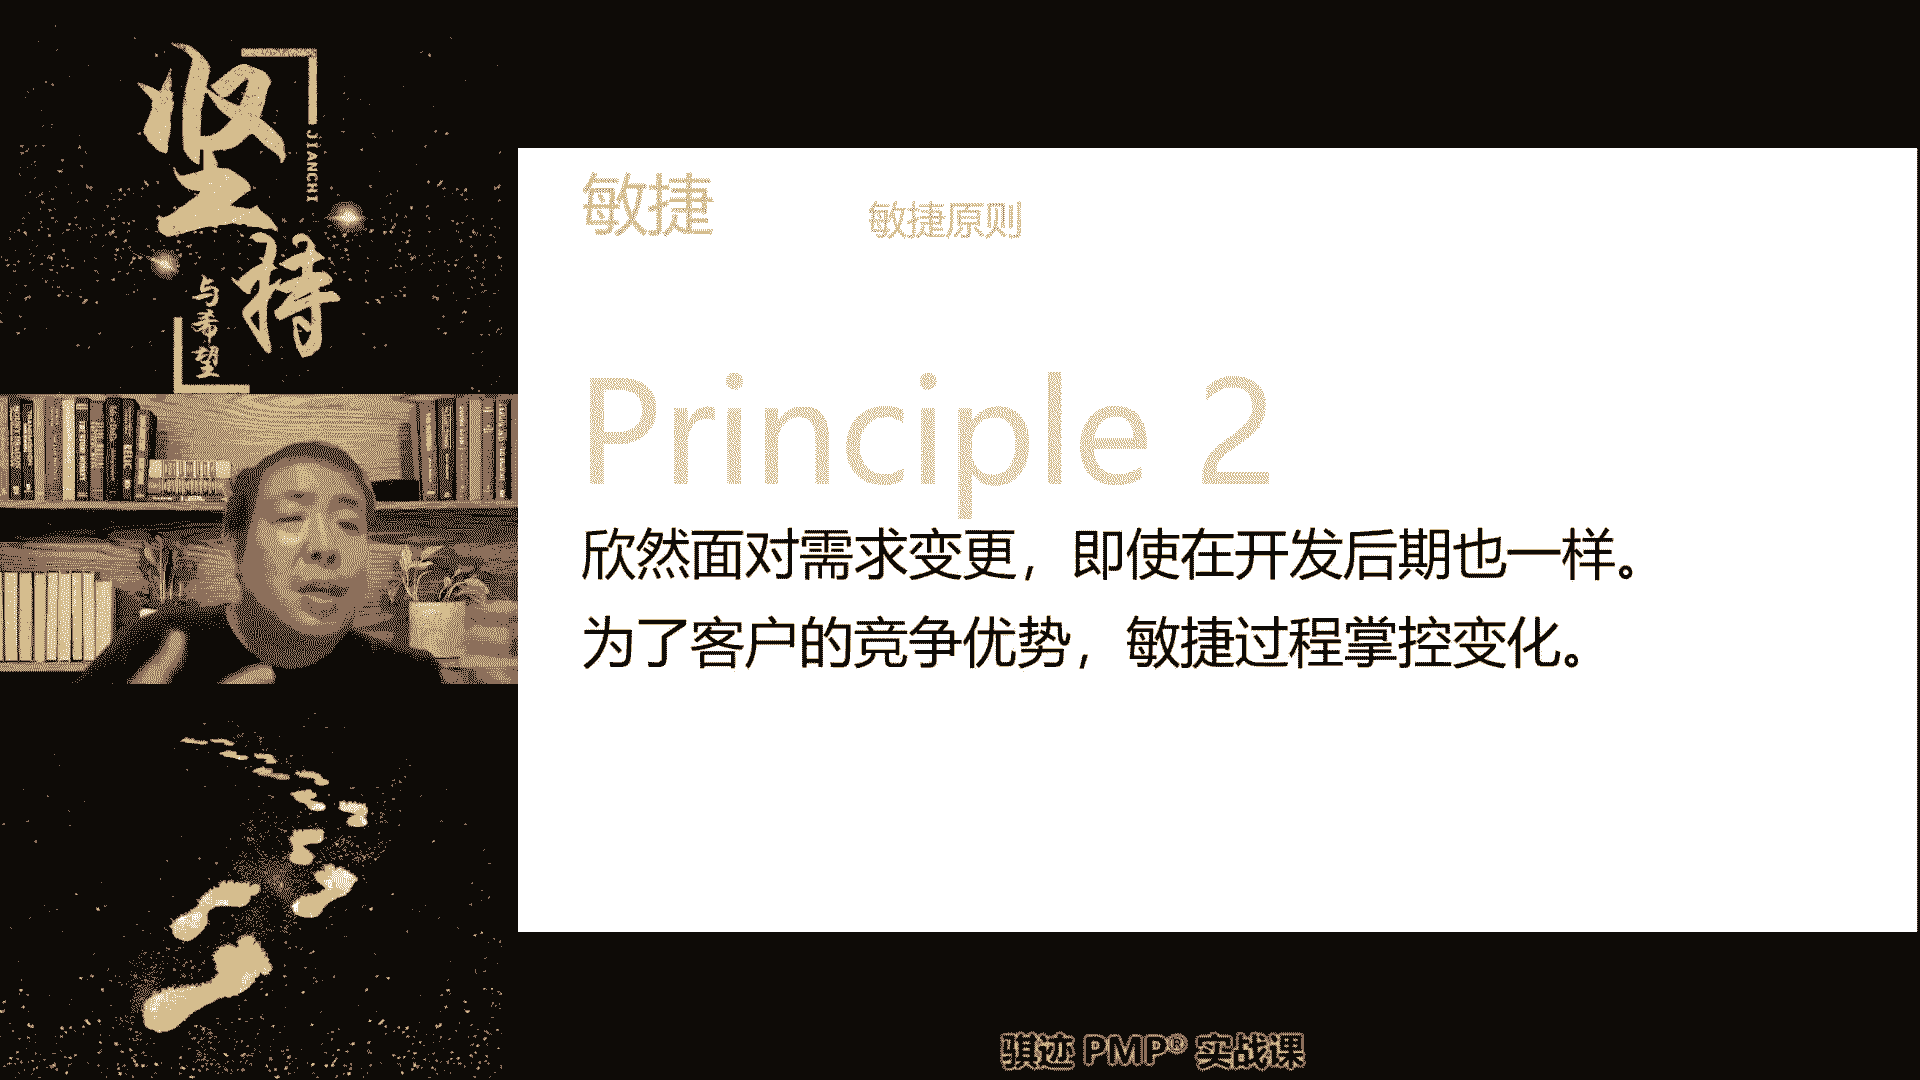 坚持
JIANCHI
与希望
敏捷
敏捷原则
Principle 2
欣然面对需求变更，即使在开发后期也一样。
为了客户的竞争优势，敏捷过程掌控变化。
骐迹 PMP® 实战课